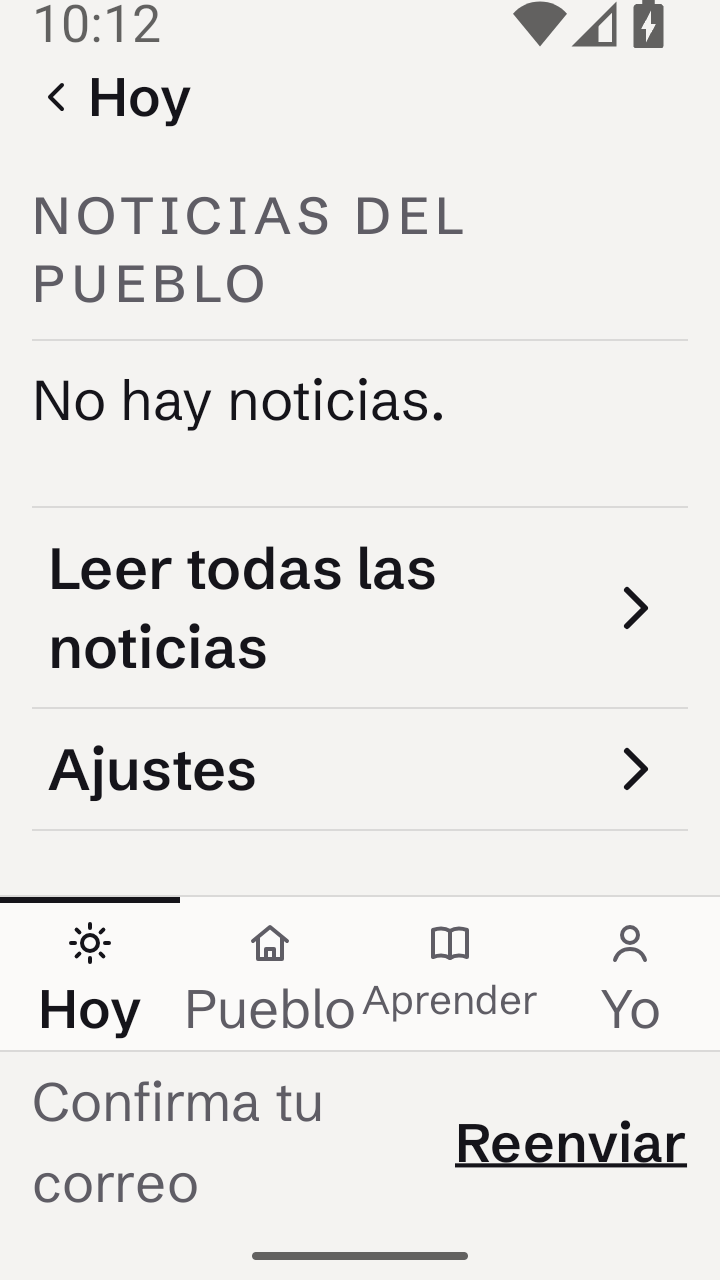 10:12
Hoy
NOTICIAS DEL
PUEBLO
No hay noticias.
Leer todas las
noticias
Ajustes
Hoy
Pueblo
Aprender
Yo
Confirma tu
correo
Reenviar